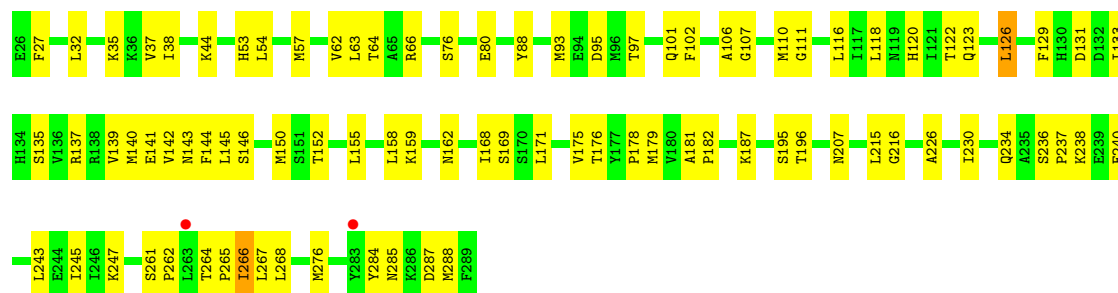 E26 F27 L32 K35 K36 V37 I38 K44 H53 L54 M57 V62 L63 T64 A65 R66 S76 E80 Y88 M93 E94 D95 M96 T97 Q101 F102 A106 G107 M110 G111 L116 I117 L118 N119 H120 I121 T122 Q123 L126 F129 H130 D131 D132 I133
H134 S135 V136 R137 R138 V139 M140 E141 V142 N143 F144 L145 S146 M150 S151 T152 L155 L158 K159 N162 I168 S169 S170 L171 V175 T176 Y177 P178 M179 V180 A181 P182 K187 S195 T196 N207 L215 G216 A226 I230 Q234 A235 S236 P237 K238 E239
L243 E244 I245 I246 K247 S261 P262 L263 T264 P265 I266 L267 L268 M276 Y283 Y284 N285 K286 D287 M288 F289